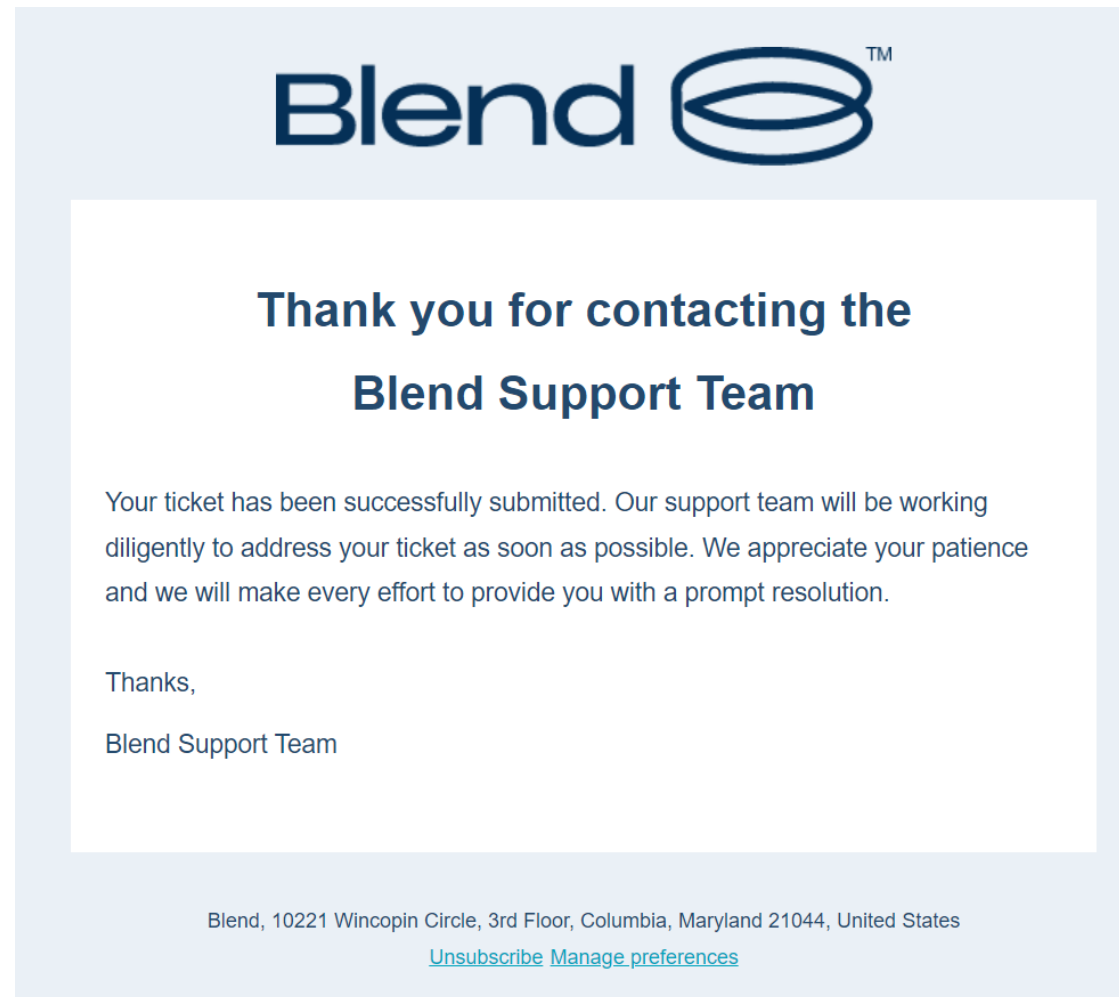 Blend TM
Thank you for contacting the
Blend Support Team
Your ticket has been successfully submitted. Our support team will be working
diligently to address your ticket as soon as possible. We appreciate your patience
and we will make every effort to provide you with a prompt resolution.
Thanks,
Blend Support Team
Blend, 10221 Wincopin Circle, 3rd Floor, Columbia, Maryland 21044, United States
Unsubscribe Manage preferences